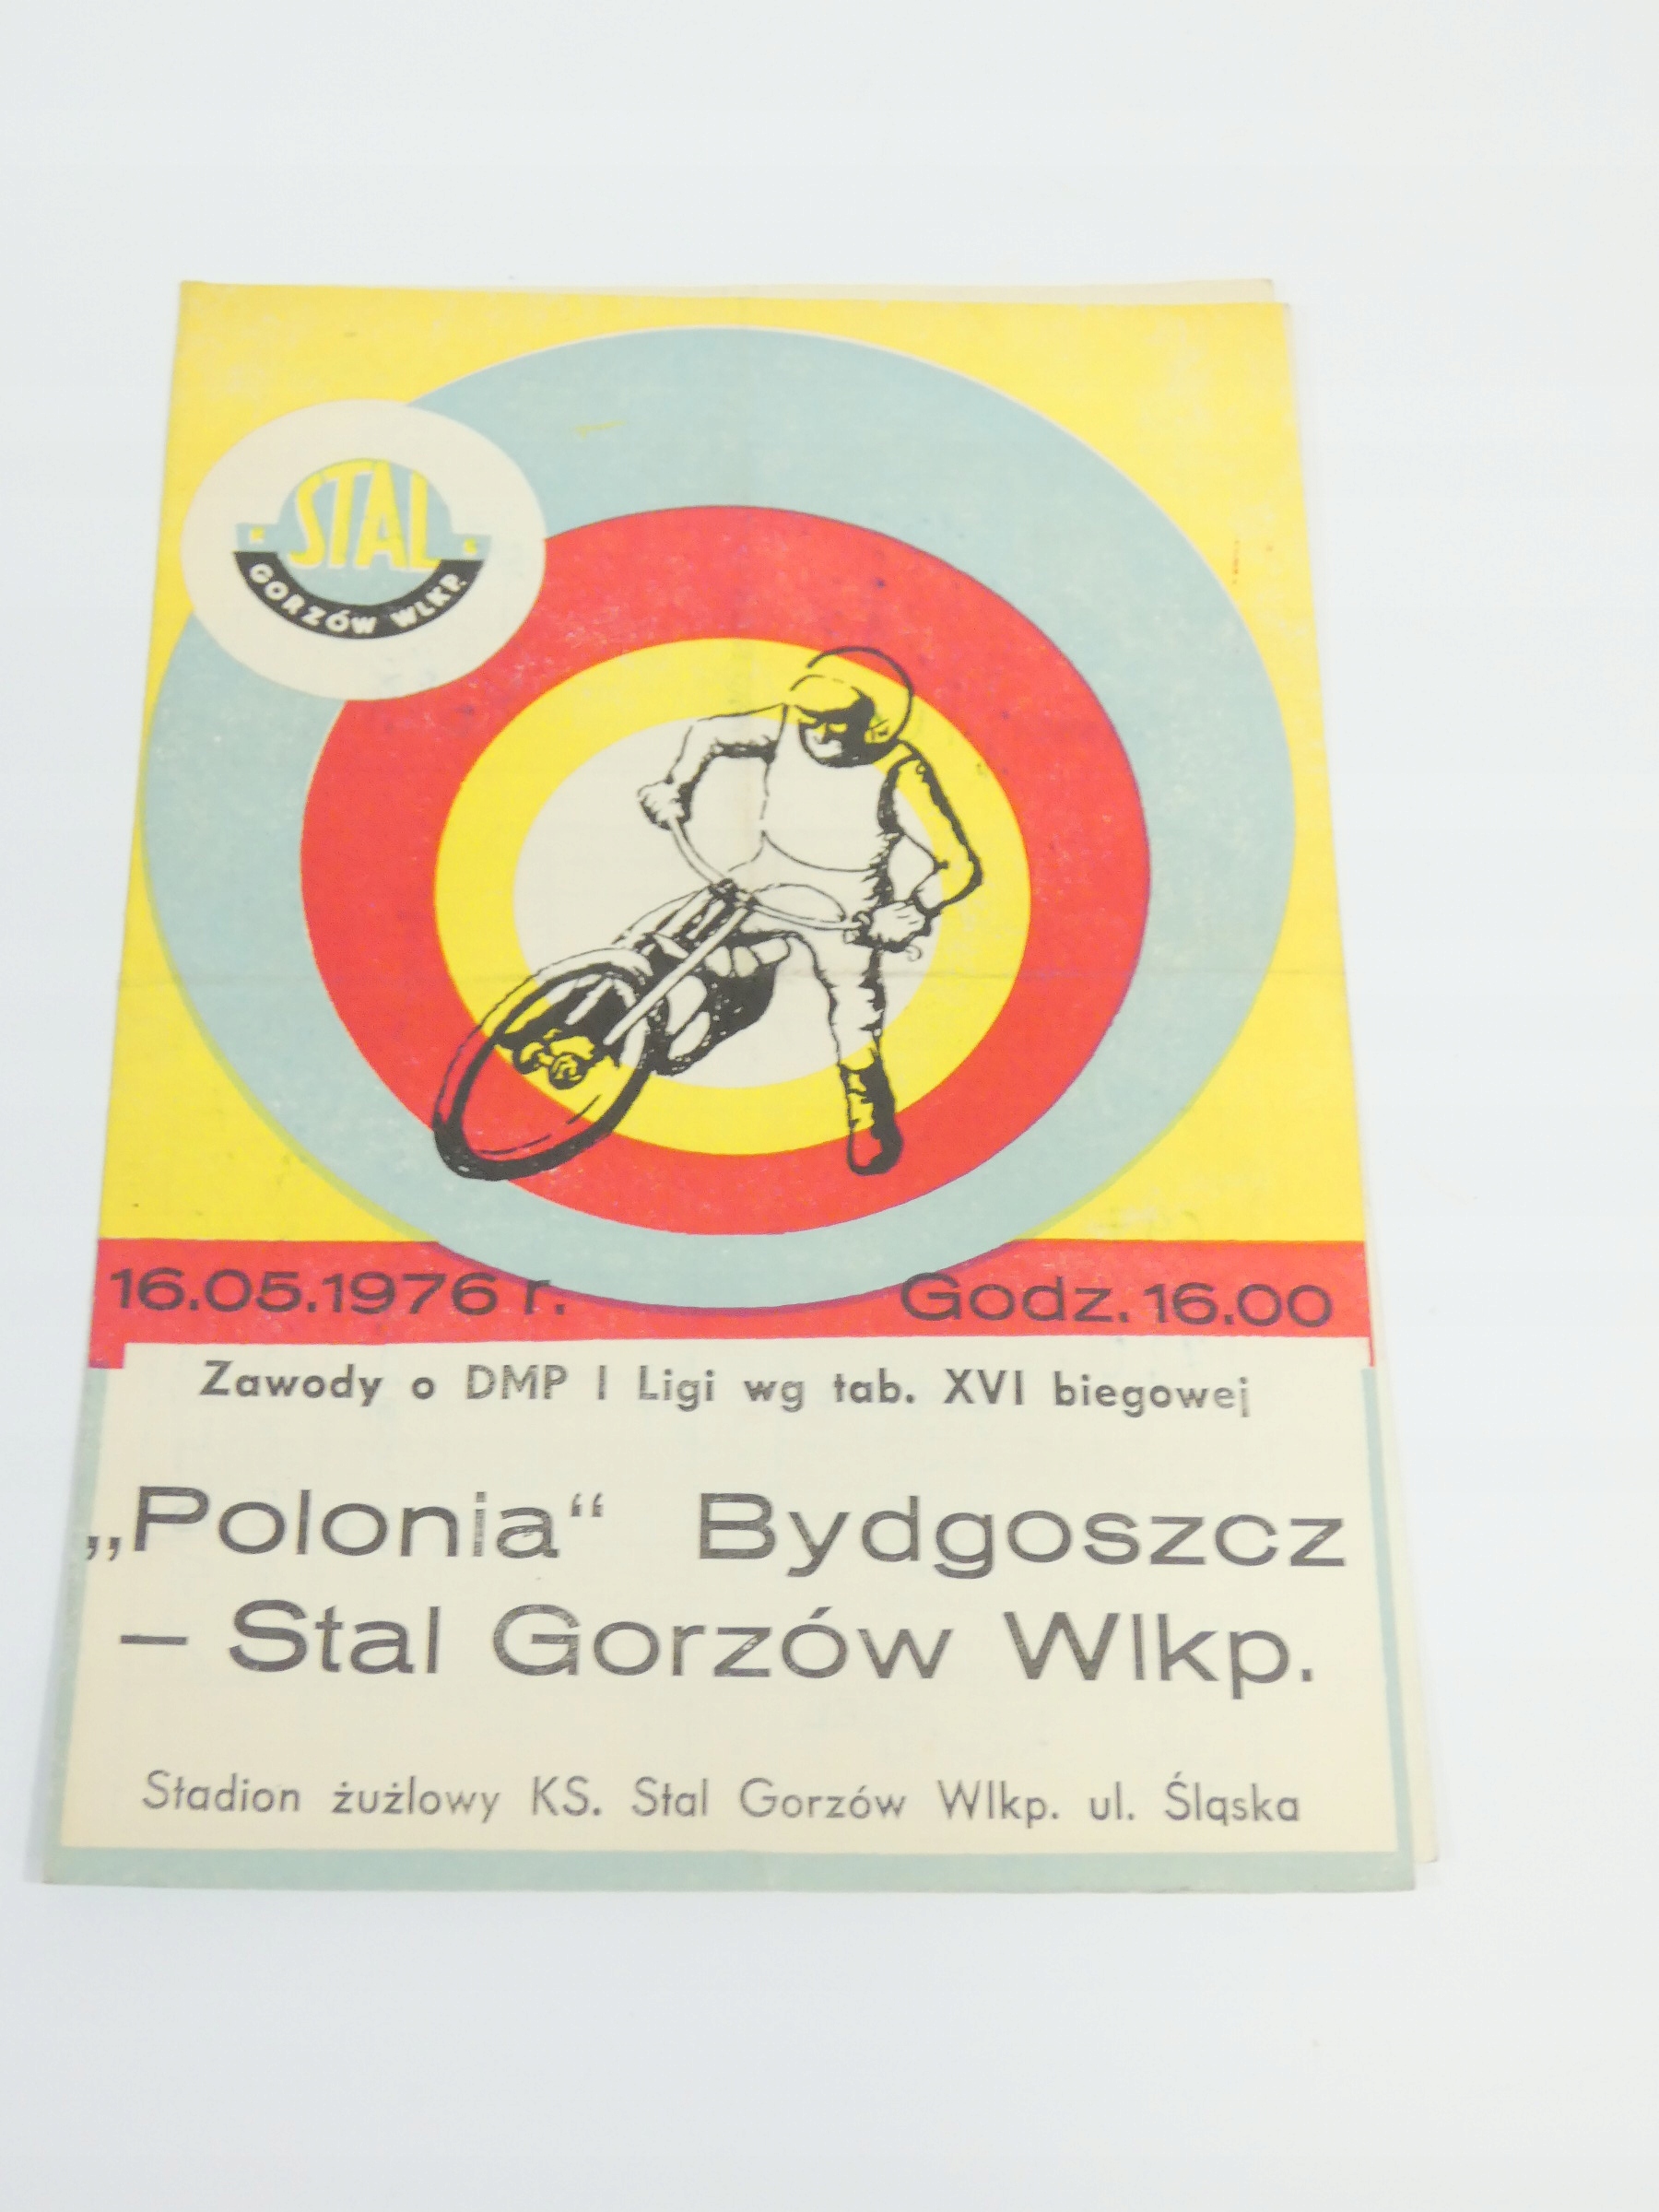 STAL
K S
GORZÓW WLKP.
16.05.1976 r. Godz. 16.00
Zawody o DMP I Ligi wg tab. XVI biegowej
„Polonia“ Bydgoszcz
– Stal Gorzów Wlkp.
Stadion żużlowy KS. Stal Gorzów Wlkp. ul. Śląska